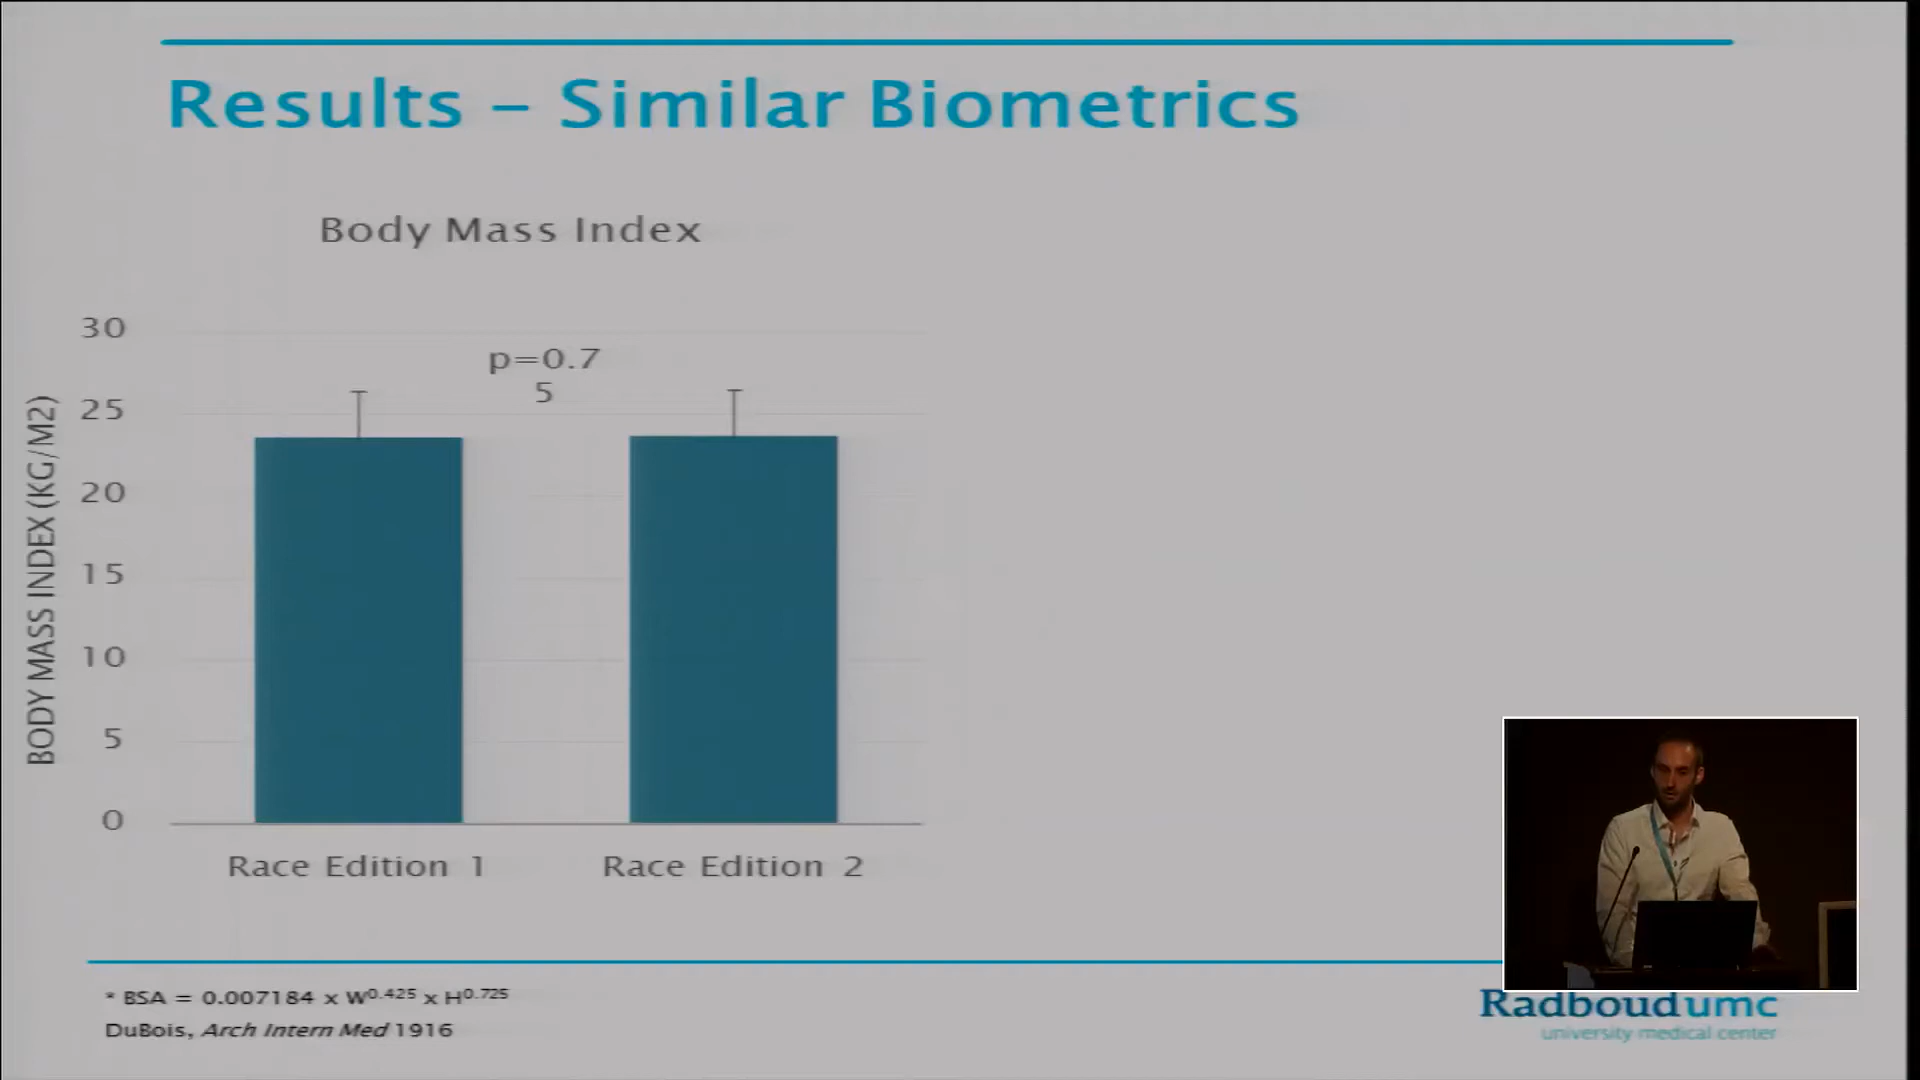 Results – Similar Biometrics
Body Mass Index
30
p=0.7
5
25
20
15
10
5
0
BODY MASS INDEX (KG/M2)
Race Edition 1
Race Edition 2
* BSA = 0.007184 x W0.425 x H0.725
DuBois, Arch Intern Med 1916
Radboudumc
university medical center